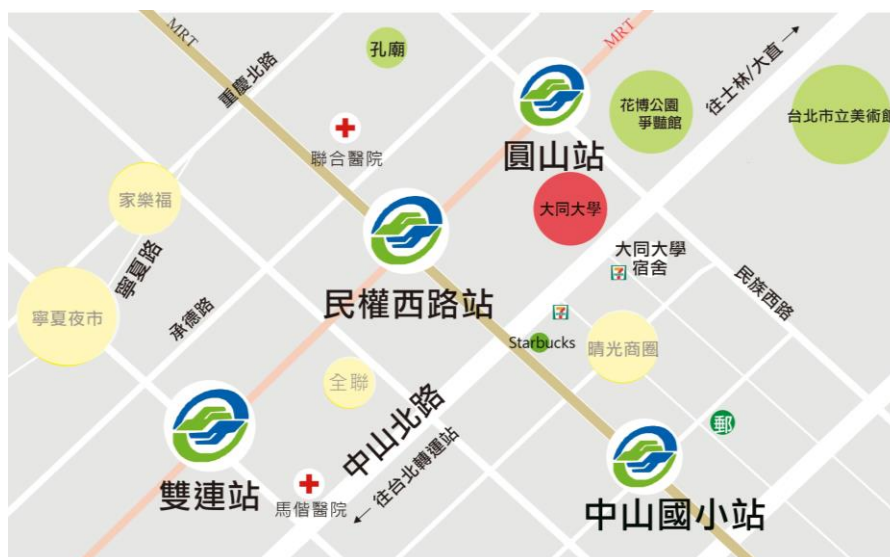 MRT
MRT
孔廟
重慶北路
往士林/大直 →
花博公園
爭豔館
台北市立美術館
聯合醫院
圓山站
家樂福
大同大學
寧夏路
大同大學
宿舍
7
民族西路
民權西路站
承德路
寧夏夜市
7
Starbucks
晴光商圈
全聯
中山北路
郵
雙連站
往台北轉運站
←
馬偕醫院
中山國小站